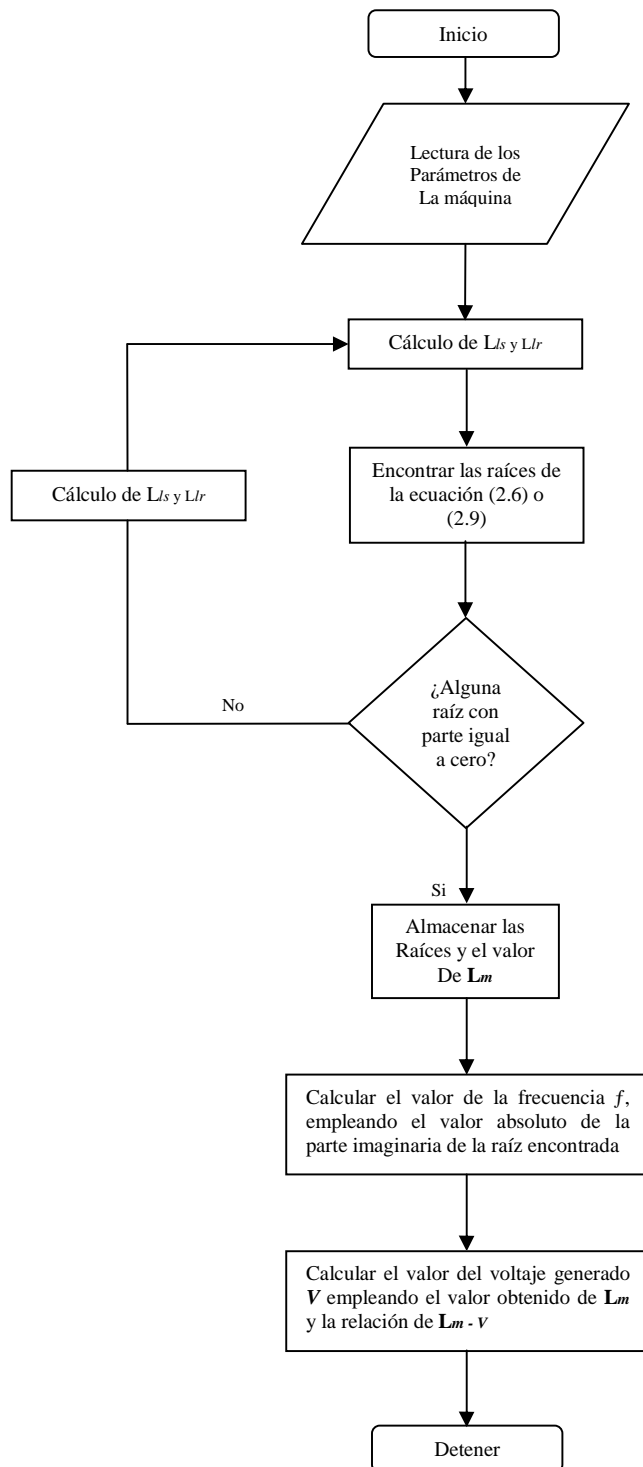 Inicio
Lectura de los
Parámetros de
La máquina
Cálculo de Lls y Llr
Cálculo de Lls y Llr
Encontrar las raíces de
la ecuación (2.6) o
(2.9)
¿Alguna
raíz con
parte igual
a cero?
No
Si
Almacenar las
Raíces y el valor
De Lm
Calcular el valor de la frecuencia f,
empleando el valor absoluto de la
parte imaginaria de la raíz encontrada
Calcular el valor del voltaje generado
V empleando el valor obtenido de Lm
y la relación de Lm - V
Detener